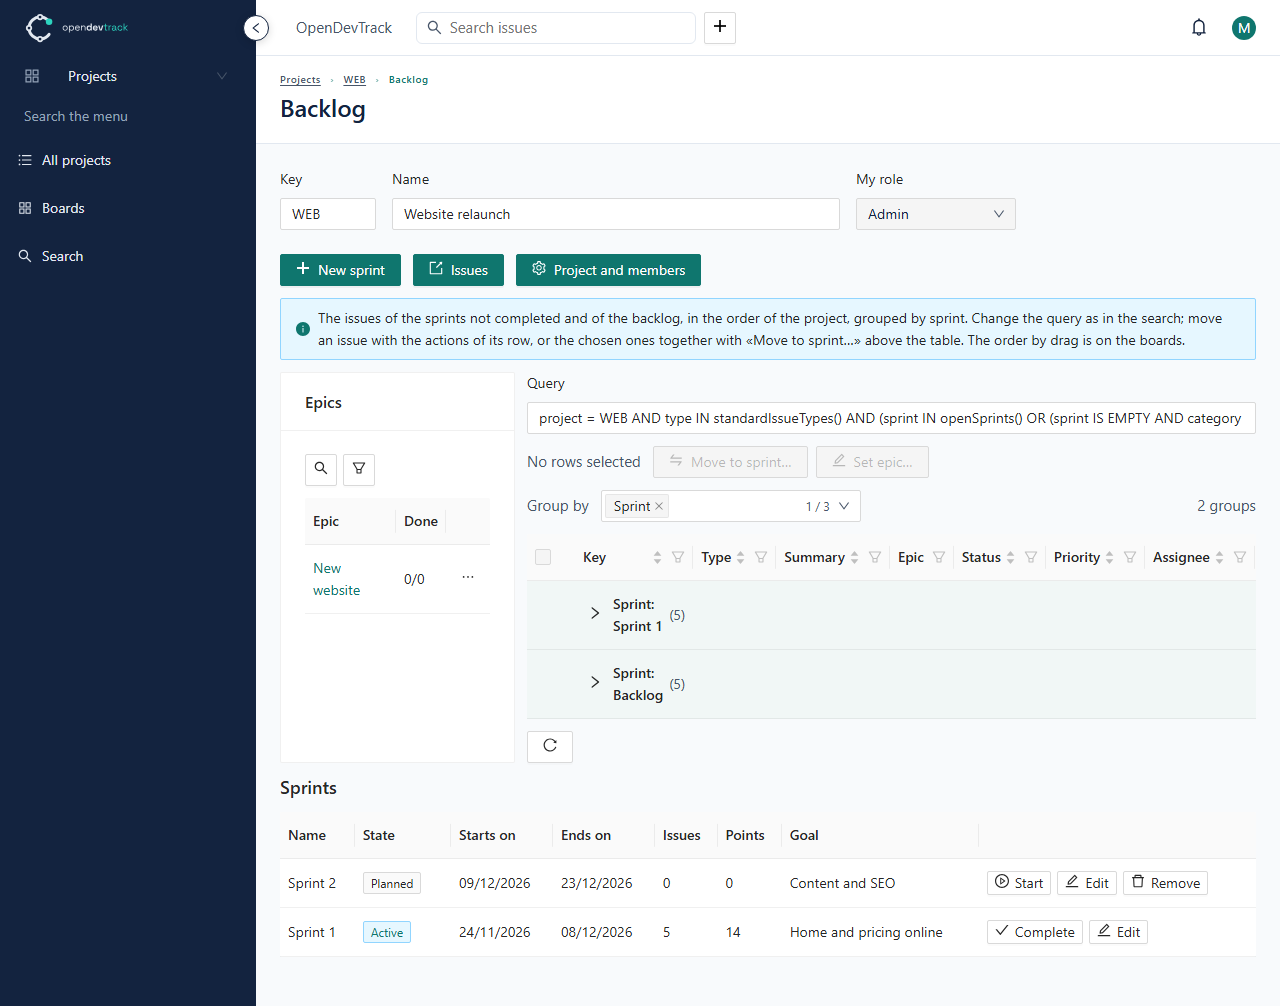 opendevtrack
OpenDevTrack
Search issues
M
Projects
Search the menu
All projects
Boards
Search
Projects › WEB › Backlog
Backlog
Key
Name
My role
WEB
Website relaunch
Admin
New sprint
Issues
Project and members
The issues of the sprints not completed and of the backlog, in the order of the project, grouped by sprint. Change the query as in the search; move
an issue with the actions of its row, or the chosen ones together with «Move to sprint...» above the table. The order by drag is on the boards.
Epics
Epic
Done
New
website
0/0
Query
project = WEB AND type IN standardIssueTypes() AND (sprint IN openSprints() OR (sprint IS EMPTY AND category
No rows selected
Move to sprint...
Set epic...
Group by
Sprint
1 / 3
2 groups
Key
Type
Summary
Epic
Status
Priority
Assignee
Sprint:
Sprint 1
(5)
Sprint:
Backlog
(5)
Sprints
Name
State
Starts on
Ends on
Issues
Points
Goal
Sprint 2
Planned
09/12/2026
23/12/2026
0
0
Content and SEO
Start
Edit
Remove
Sprint 1
Active
24/11/2026
08/12/2026
5
14
Home and pricing online
Complete
Edit